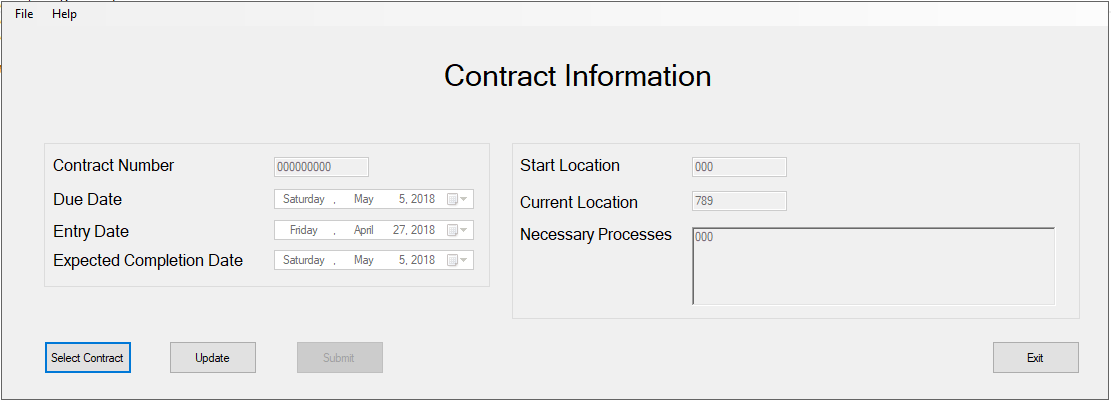 File Help
Contract Information
Contract Number 000000000
Due Date Saturday , May 5, 2018
Entry Date Friday , April 27, 2018
Expected Completion Date Saturday , May 5, 2018
Start Location 000
Current Location 789
Necessary Processes 000
Select Contract Update Submit Exit